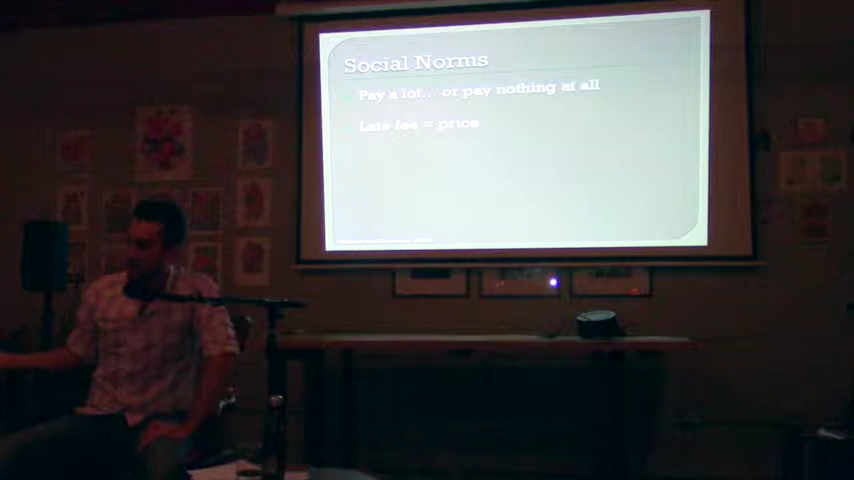 Social Norms
Pay a lot… or pay nothing at all
Late fee = price